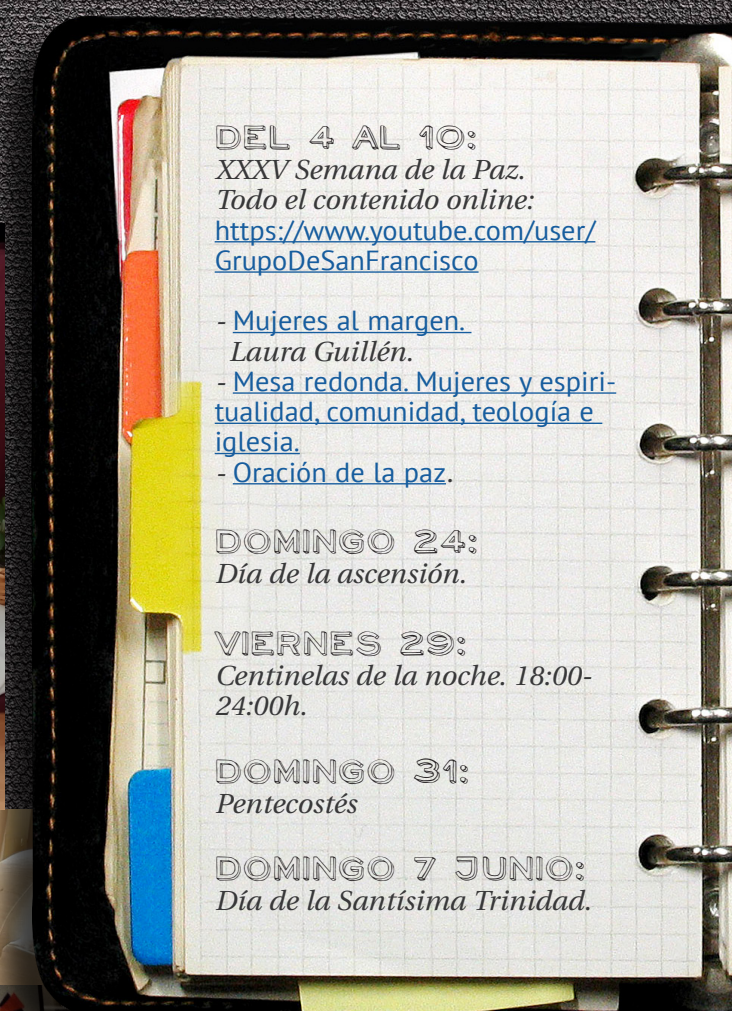 DEL 4 AL 10:
XXXV Semana de la Paz.
Todo el contenido online:
https://www.youtube.com/user/
GrupoDeSanFrancisco
- Mujeres al margen.
Laura Guillén.
- Mesa redonda. Mujeres y espiri-
tualidad, comunidad, teología e
iglesia.
- Oración de la paz.
DOMINGO 24:
Día de la ascensión.
VIERNES 29:
Centinelas de la noche. 18:00-
24:00h.
DOMINGO 31:
Pentecostés
DOMINGO 7 JUNIO:
Día de la Santísima Trinidad.